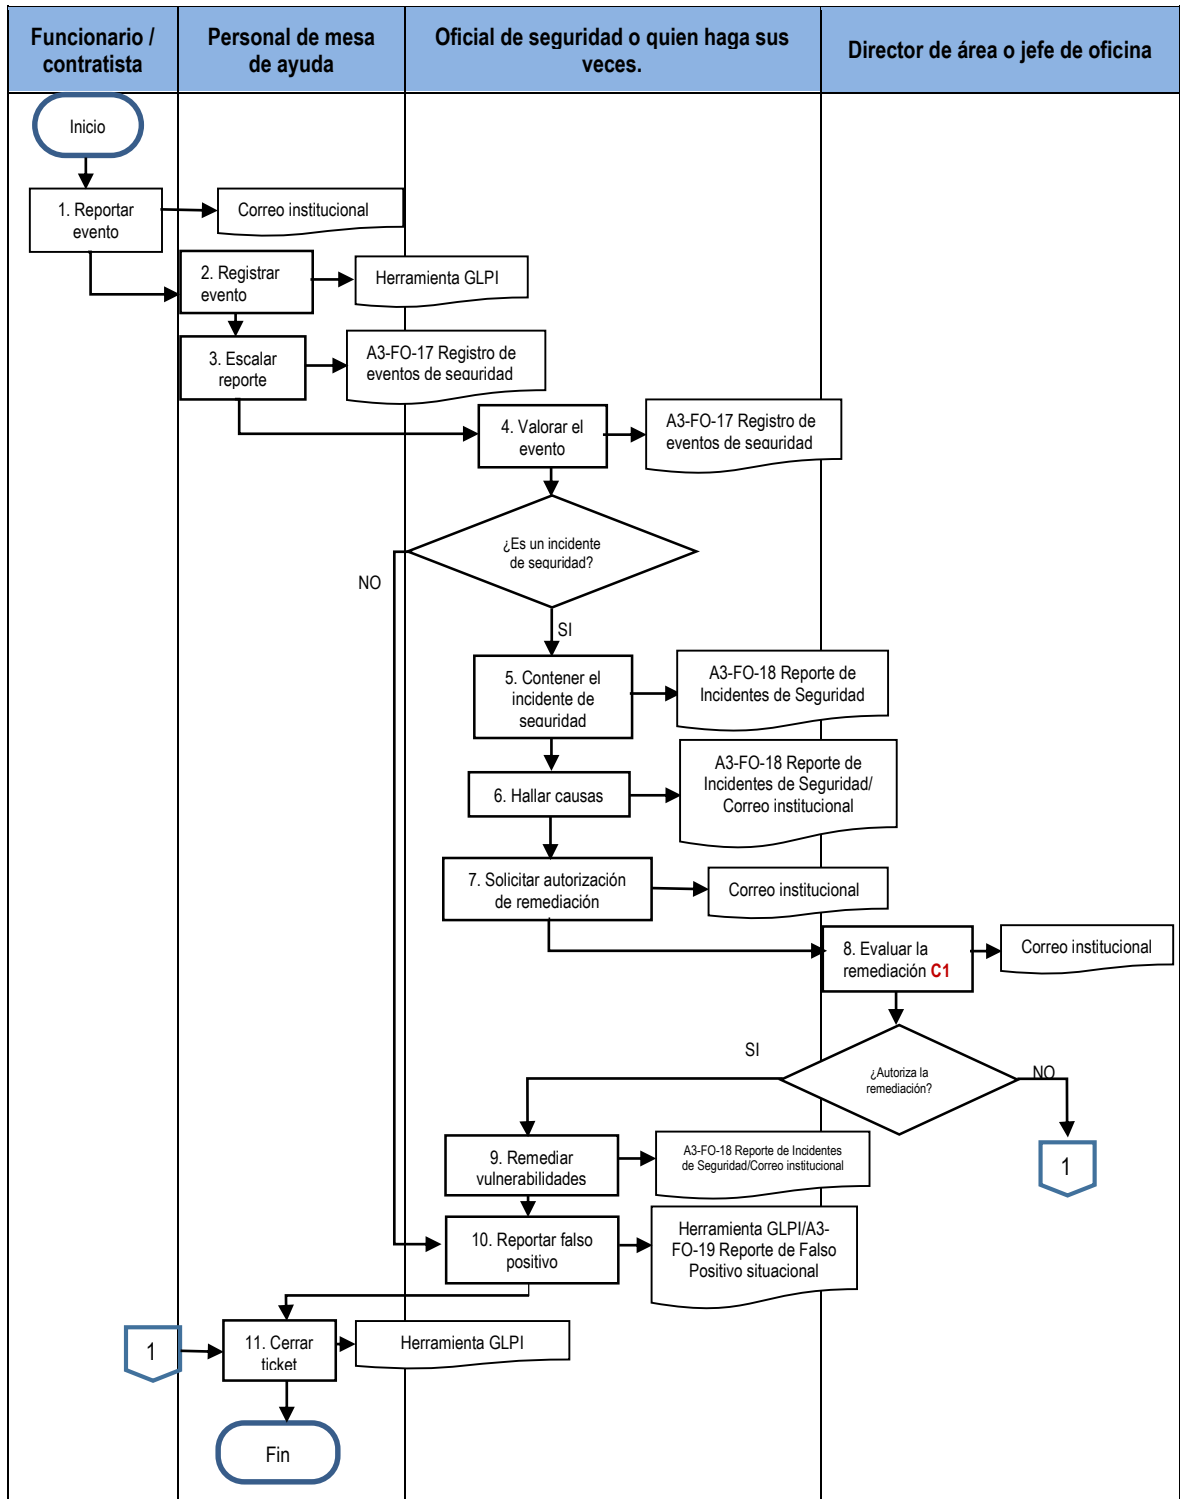 Funcionario /
contratista
Personal de mesa
de ayuda
Oficial de seguridad o quien haga sus
veces.
Director de área o jefe de oficina
Inicio
1. Reportar
evento
Correo institucional
2. Registrar
evento
Herramienta GLPI
3. Escalar
reporte
A3-FO-17 Registro de
eventos de seguridad
4. Valorar el
evento
A3-FO-17 Registro de
eventos de seguridad
¿Es un incidente
de seguridad?
NO
SI
5. Contener el
incidente de
seguridad
A3-FO-18 Reporte de
Incidentes de Seguridad
6. Hallar causas
A3-FO-18 Reporte de
Incidentes de Seguridad/
Correo institucional
7. Solicitar autorización
de remediación
Correo institucional
8. Evaluar la
remediación C1
Correo institucional
SI
¿Autoriza la
remediación?
NO
1
9. Remediar
vulnerabilidades
A3-FO-18 Reporte de Incidentes
de Seguridad/Correo institucional
10. Reportar falso
positivo
Herramienta GLPI/A3-
FO-19 Reporte de Falso
Positivo situacional
1
11. Cerrar
ticket
Herramienta GLPI
Fin